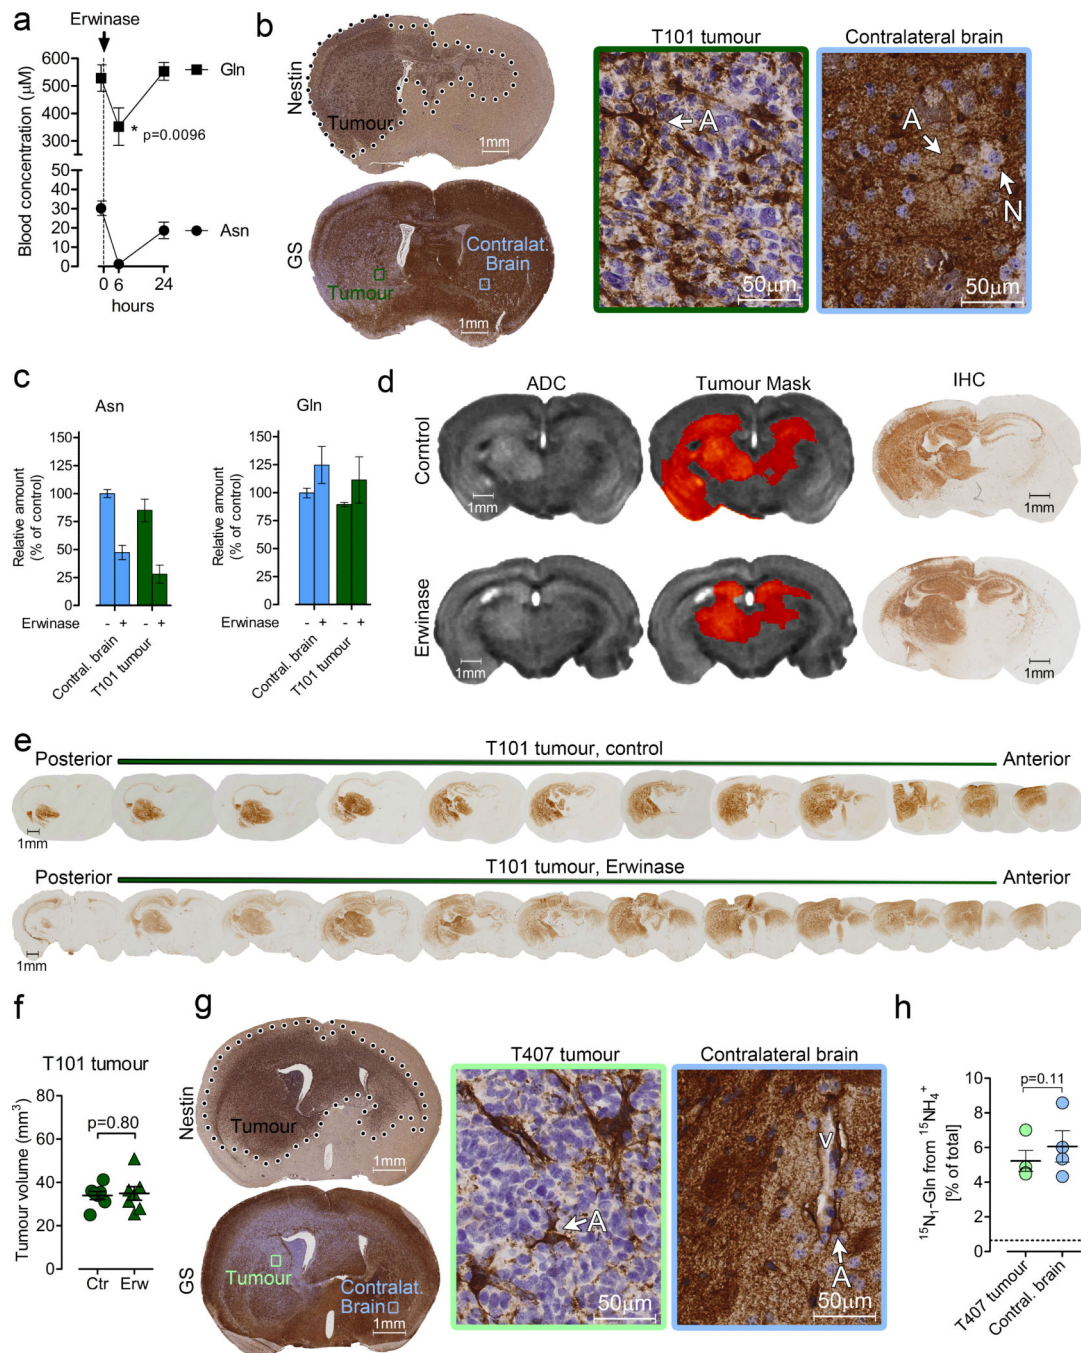 a
Erwinase
Blood concentration (µM)
600
500
400
300
50
40
30
20
10
0
Gln
* p=0.0096
Asn
0 6 24
hours
b
Nestin
Tumour
1mm
GS
Contralat.
Brain
Tumour
1mm
T101 tumour
A
50µm
Contralateral brain
A
N
50µm
c
Asn
Relative amount
(% of control)
150
125
100
75
50
25
0
Erwinase - + - +
Contral. brain
T101 tumour
Gln
Relative amount
(% of control)
150
125
100
75
50
25
0
Erwinase - + - +
Contral. brain
T101 tumour
d
ADC Tumour Mask IHC
Corntrol
1mm
1mm
Erwinase
1mm
1mm
1mm
1mm
e
T101 tumour, control
Posterior Anterior
1mm
T101 tumour, Erwinase
Posterior Anterior
1mm
f
T101 tumour
Tumour volume (mm³)
80
60
40
20
0
p=0.80
Ctr Erw
g
Nestin
Tumour
1mm
GS
Tumour
Contralat.
Brain
1mm
T407 tumour
A
50µm
Contralateral brain
V
A
50µm
h
¹⁵N₁-Gln from ¹⁵NH₄⁺
[% of total]
10
8
6
4
2
0
p=0.11
T407 tumour
Contral. brain